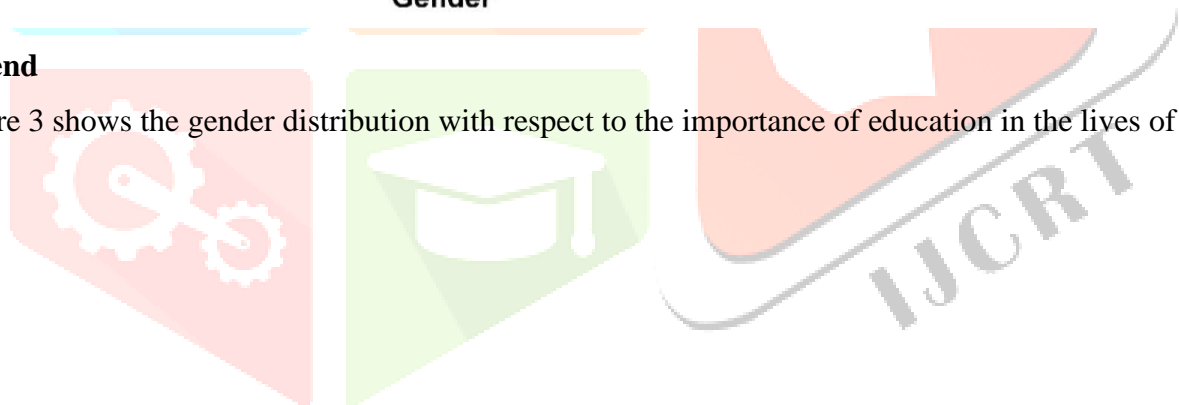 Gender
end
re 3 shows the gender distribution with respect to the importance of education in the lives of
IJCRT